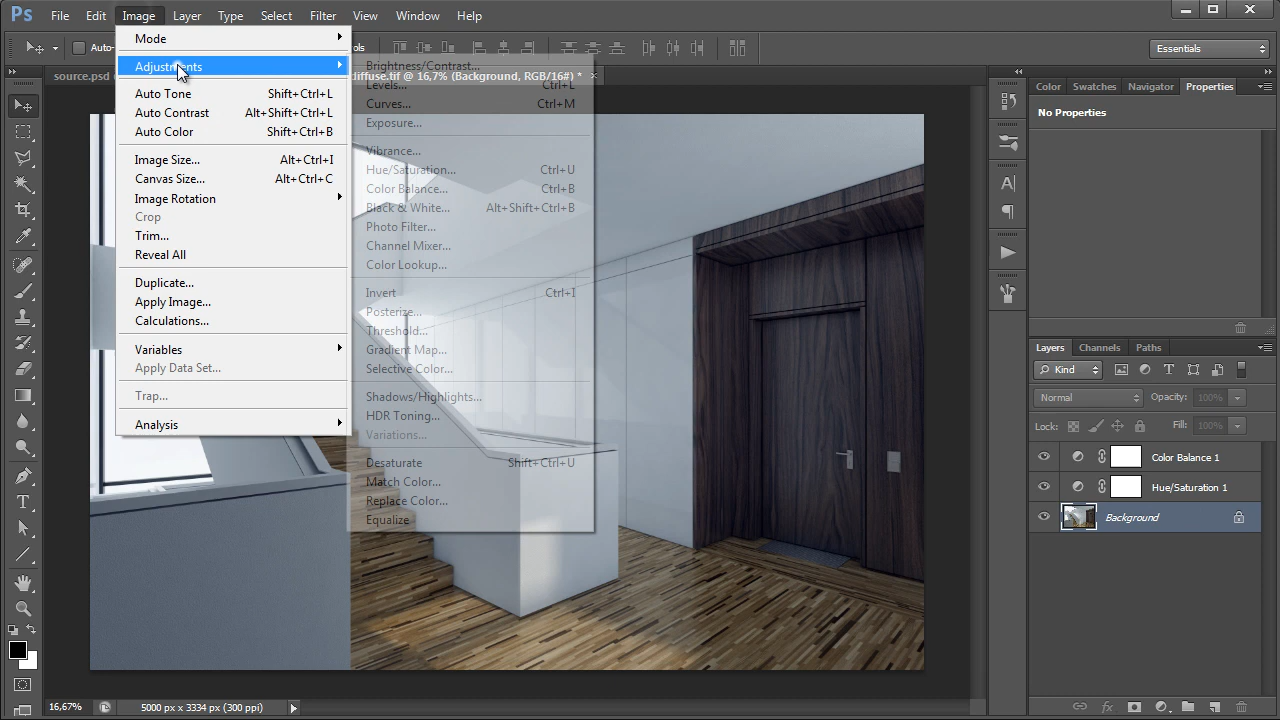 Ps File Edit Image Layer Type Select Filter View Window Help
Auto-
Essentials
source.psd
diffuse.tif @ 16,7% (Background, RGB/16#) *
Mode
Adjustments
Auto Tone Shift+Ctrl+L
Auto Contrast Alt+Shift+Ctrl+L
Auto Color Shift+Ctrl+B
Image Size... Alt+Ctrl+I
Canvas Size... Alt+Ctrl+C
Image Rotation
Crop
Trim...
Reveal All
Duplicate...
Apply Image...
Calculations...
Variables
Apply Data Set...
Trap...
Analysis
Brightness/Contrast...
Levels... Ctrl+L
Curves... Ctrl+M
Exposure...
Vibrance...
Hue/Saturation... Ctrl+U
Color Balance... Ctrl+B
Black & White... Alt+Shift+Ctrl+B
Photo Filter...
Channel Mixer...
Color Lookup...
Invert Ctrl+I
Posterize...
Threshold...
Gradient Map...
Selective Color...
Shadows/Highlights...
HDR Toning...
Variations...
Desaturate Shift+Ctrl+U
Match Color...
Replace Color...
Equalize
Color Swatches Navigator Properties
No Properties
Layers Channels Paths
Kind
Normal Opacity: 100%
Lock: Fill: 100%
Color Balance 1
Hue/Saturation 1
Background
16,67% 5000 px x 3334 px (300 ppi)